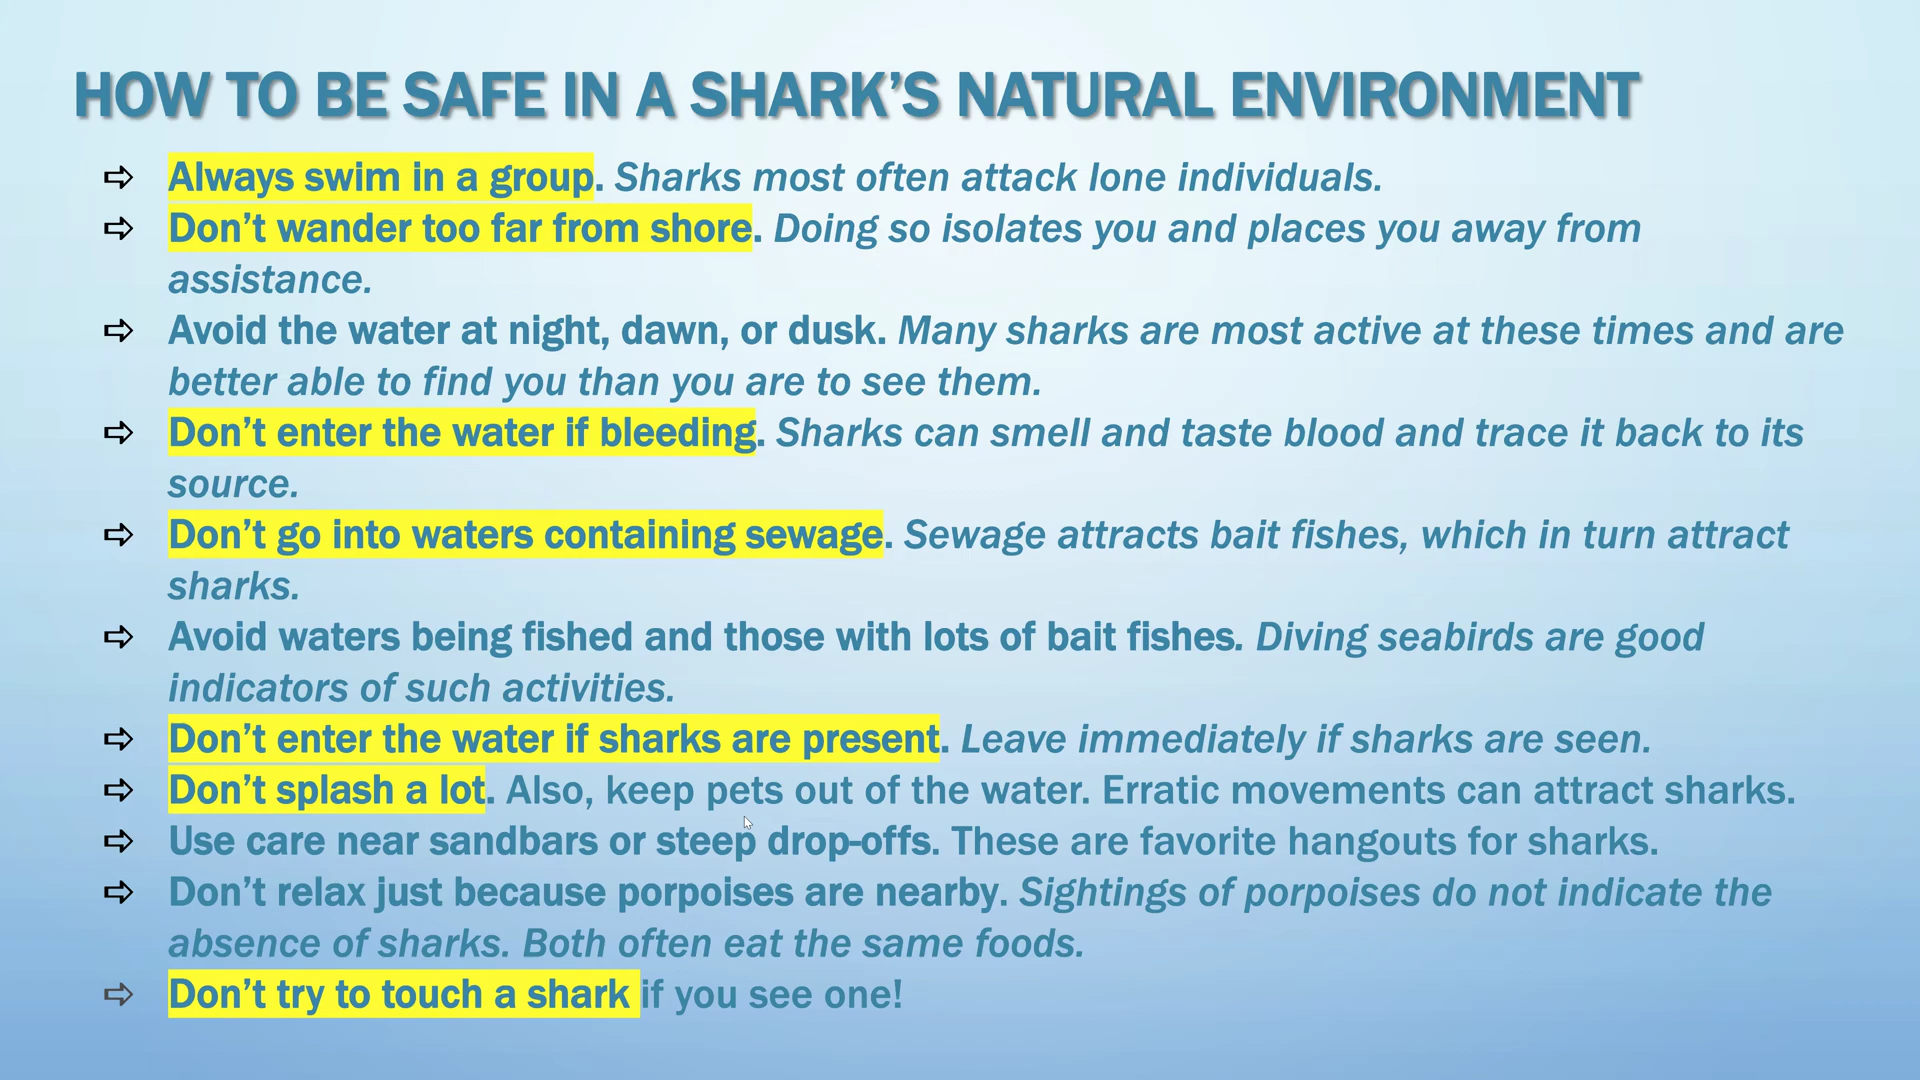 HOW TO BE SAFE IN A SHARK’S NATURAL ENVIRONMENT
⇨ Always swim in a group. Sharks most often attack lone individuals.
⇨ Don’t wander too far from shore. Doing so isolates you and places you away from
assistance.
⇨ Avoid the water at night, dawn, or dusk. Many sharks are most active at these times and are
better able to find you than you are to see them.
⇨ Don’t enter the water if bleeding. Sharks can smell and taste blood and trace it back to its
source.
⇨ Don’t go into waters containing sewage. Sewage attracts bait fishes, which in turn attract
sharks.
⇨ Avoid waters being fished and those with lots of bait fishes. Diving seabirds are good
indicators of such activities.
⇨ Don’t enter the water if sharks are present. Leave immediately if sharks are seen.
⇨ Don’t splash a lot. Also, keep pets out of the water. Erratic movements can attract sharks.
⇨ Use care near sandbars or steep drop-offs. These are favorite hangouts for sharks.
⇨ Don’t relax just because porpoises are nearby. Sightings of porpoises do not indicate the
absence of sharks. Both often eat the same foods.
⇨ Don’t try to touch a shark if you see one!